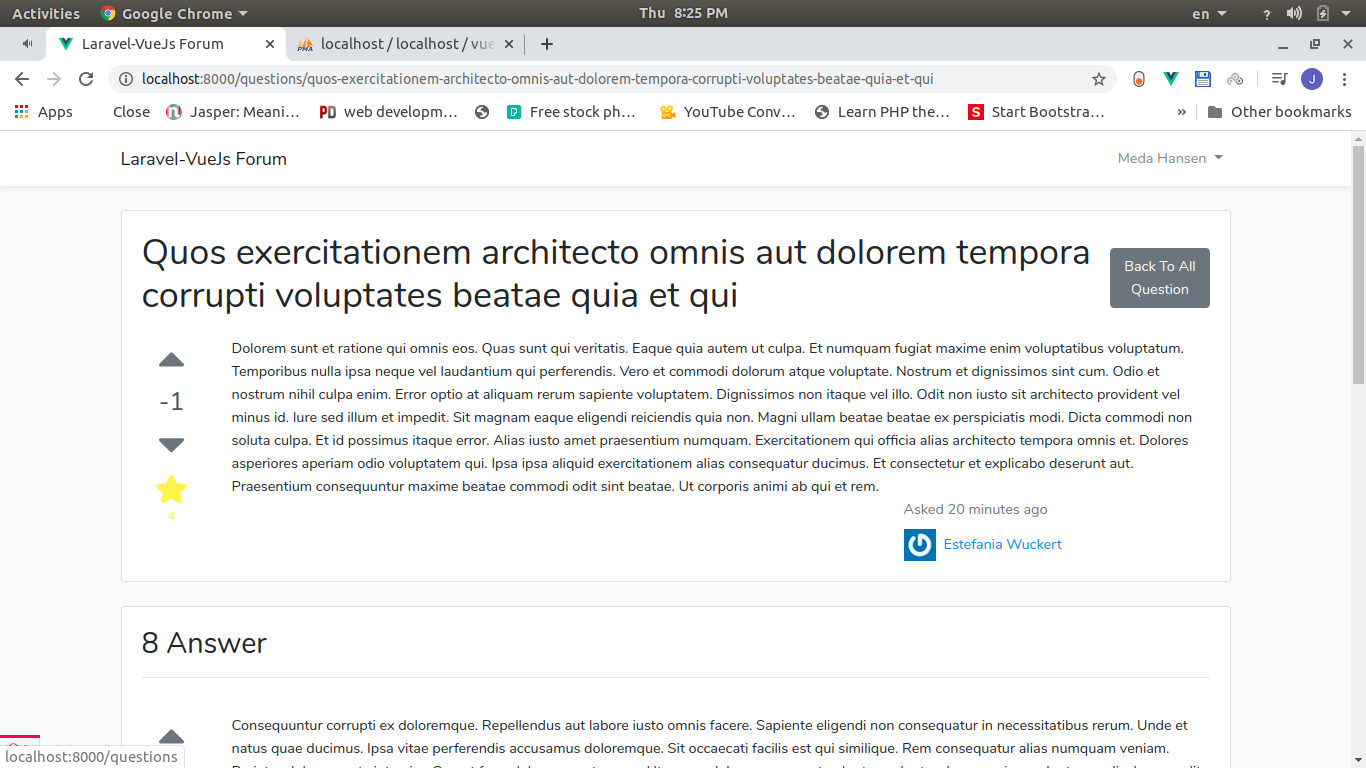 Activities Google Chrome Thu 8:25 PM en ?
Laravel-VueJs Forum localhost / localhost / vue
localhost:8000/questions/quos-exercitationem-architecto-omnis-aut-dolorem-tempora-corrupti-voluptates-beatae-quia-et-qui J
Apps Close Jasper: Meani... PD web developm... Free stock ph... YouTube Conv... Learn PHP the... S Start Bootstra... » Other bookmarks
Laravel-VueJs Forum Meda Hansen
Quos exercitationem architecto omnis aut dolorem tempora
corrupti voluptates beatae quia et qui
Back To All
Question
Dolorem sunt et ratione qui omnis eos. Quas sunt qui veritatis. Eaque quia autem ut culpa. Et numquam fugiat maxime enim voluptatibus voluptatum.
Temporibus nulla ipsa neque vel laudantium qui perferendis. Vero et commodi dolorum atque voluptate. Nostrum et dignissimos sint cum. Odio et
nostrum nihil culpa enim. Error optio at aliquam rerum sapiente voluptatem. Dignissimos non itaque vel illo. Odit non iusto sit architecto provident vel
minus id. Iure sed illum et impedit. Sit magnam eaque eligendi reiciendis quia non. Magni ullam beatae beatae ex perspiciatis modi. Dicta commodi non
soluta culpa. Et id possimus itaque error. Alias iusto amet praesentium numquam. Exercitationem qui officia alias architecto tempora omnis et. Dolores
asperiores aperiam odio voluptatem qui. Ipsa ipsa aliquid exercitationem alias consequatur ducimus. Et consectetur et explicabo deserunt aut.
Praesentium consequuntur maxime beatae commodi odit sint beatae. Ut corporis animi ab qui et rem.
-1
4
Asked 20 minutes ago
Estefania Wuckert
8 Answer
Consequuntur corrupti ex doloremque. Repellendus aut labore iusto omnis facere. Sapiente eligendi non consequatur in necessitatibus rerum. Unde et
natus quae ducimus. Ipsa vitae perferendis accusamus doloremque. Sit occaecati facilis est qui similique. Rem consequatur alias numquam veniam.
localhost:8000/questions